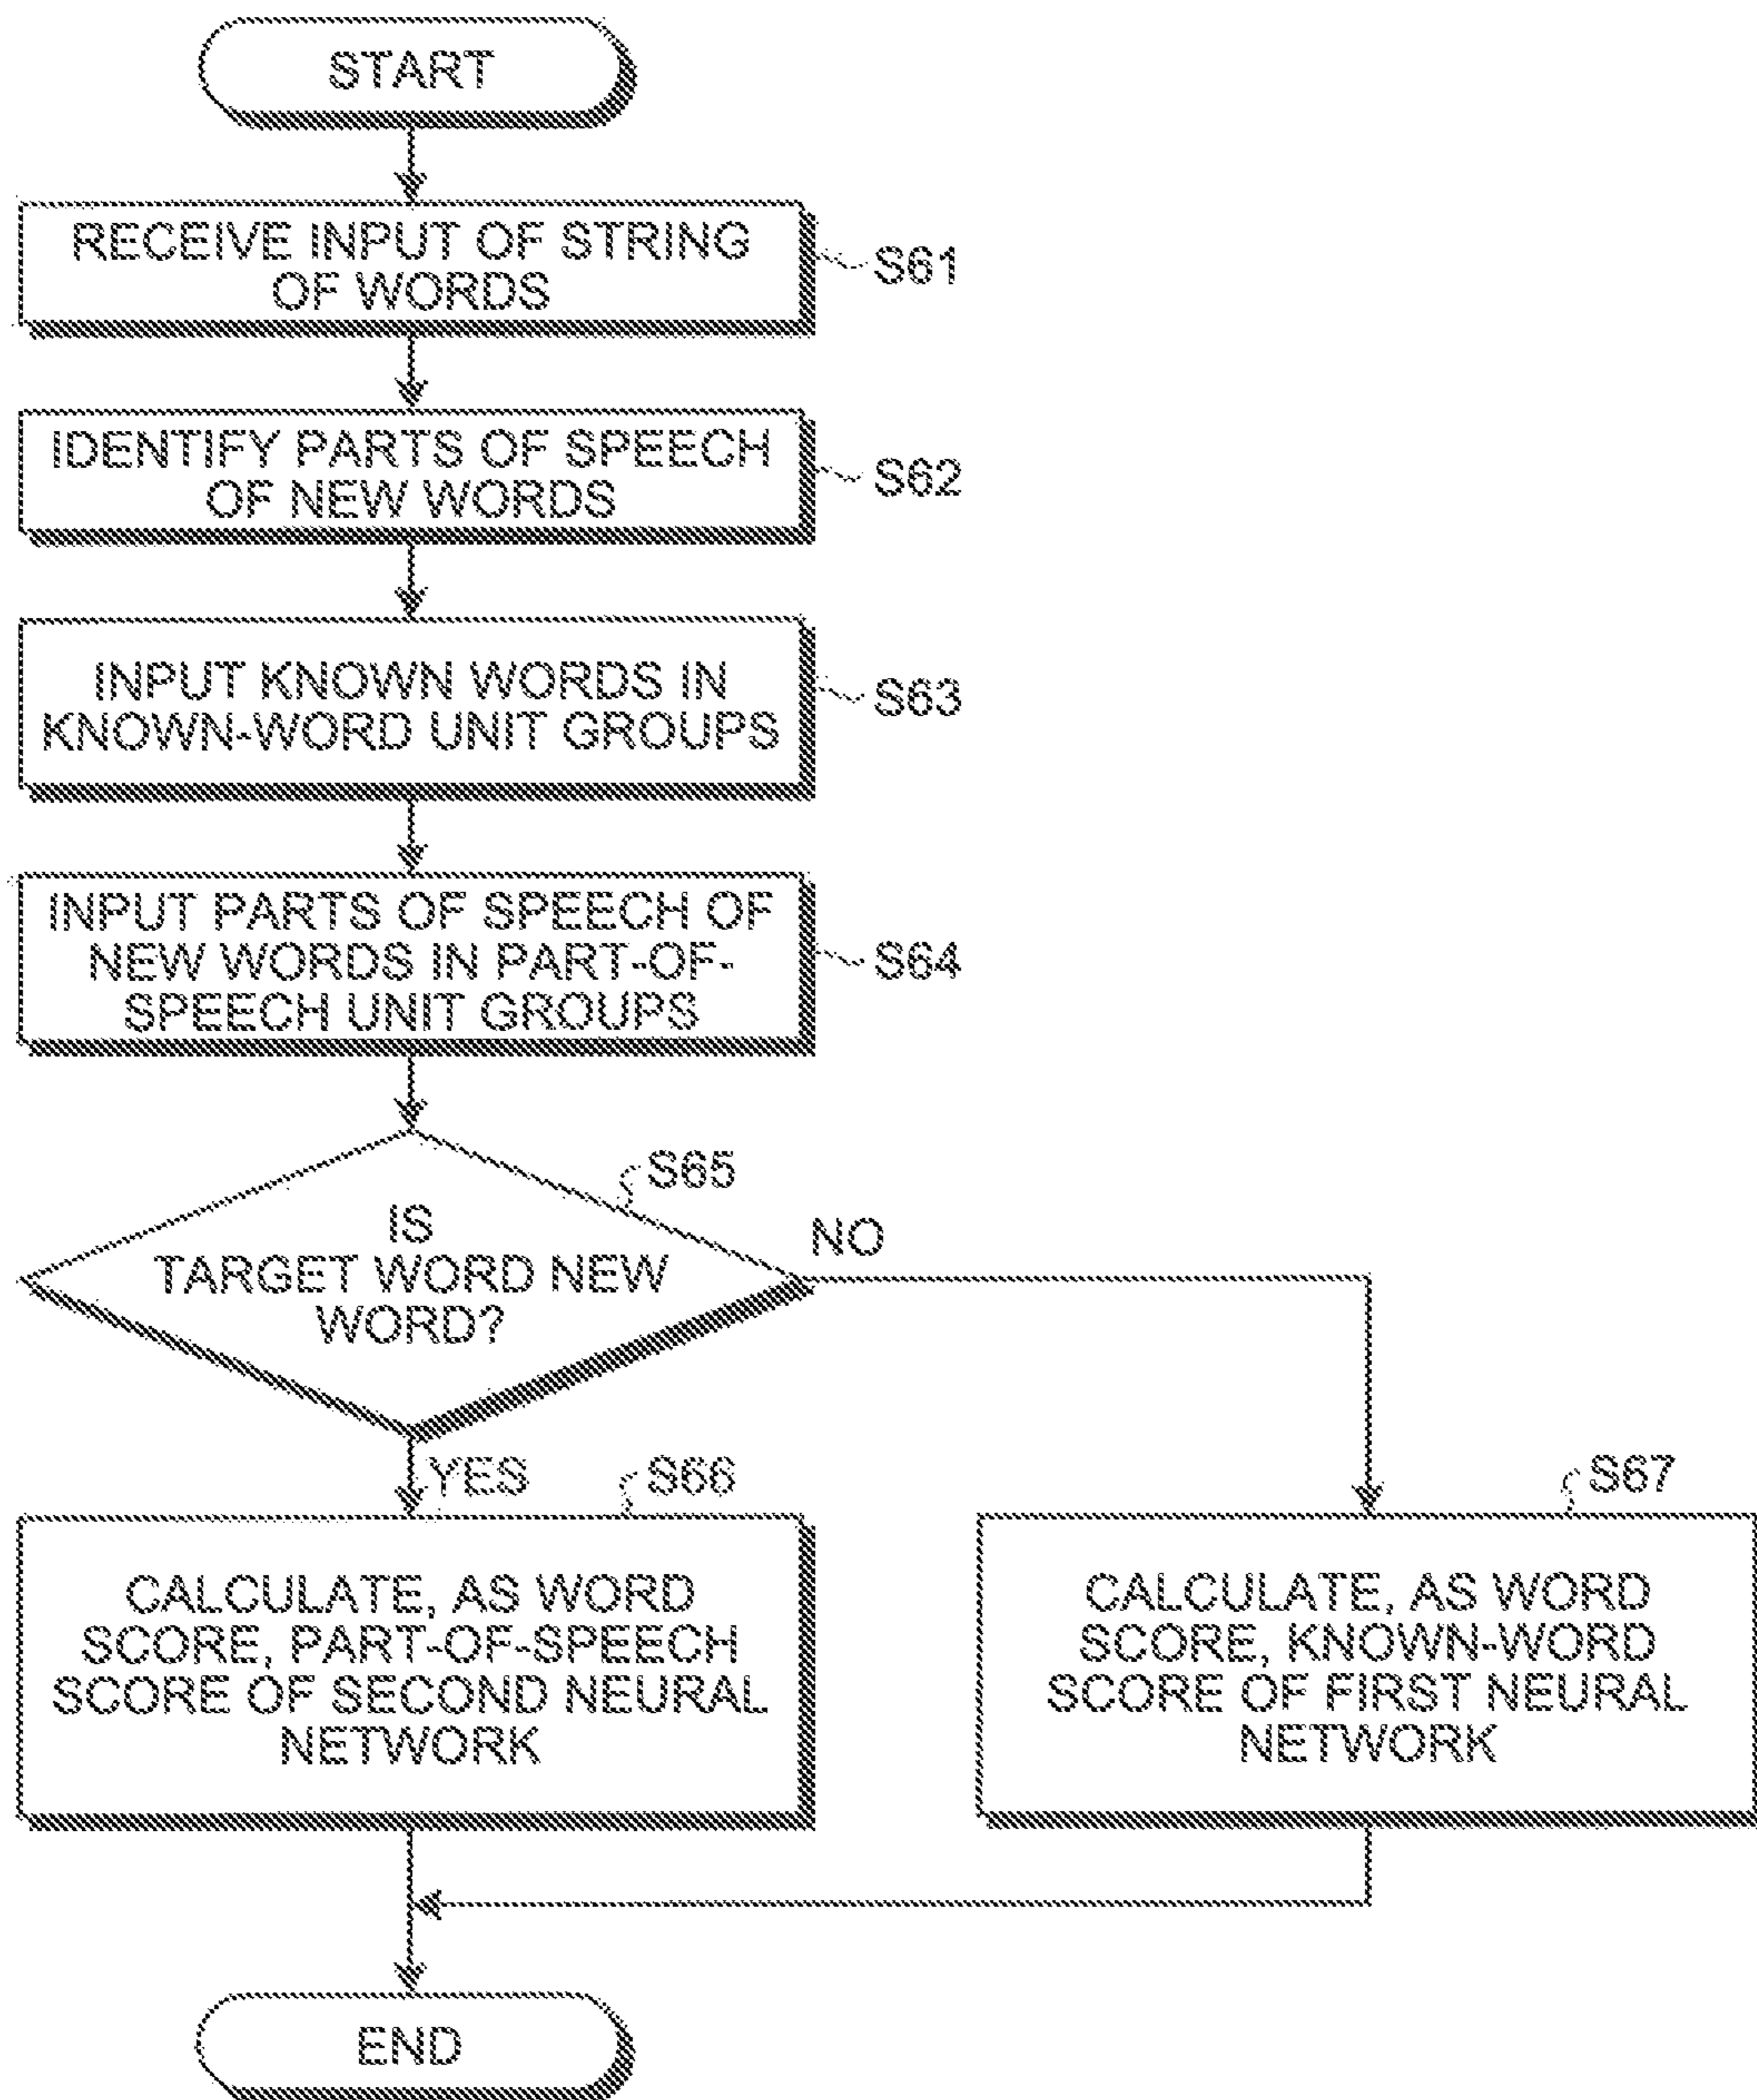 START
RECEIVE INPUT OF STRING
OF WORDS
S61
IDENTIFY PARTS OF SPEECH
OF NEW WORDS
S62
INPUT KNOWN WORDS IN
KNOWN-WORD UNIT GROUPS
S63
INPUT PARTS OF SPEECH OF
NEW WORDS IN PART-OF-
SPEECH UNIT GROUPS
S64
S65
IS
TARGET WORD NEW
WORD?
NO
YES
S66
CALCULATE, AS WORD
SCORE, PART-OF-SPEECH
SCORE OF SECOND NEURAL
NETWORK
S67
CALCULATE, AS WORD
SCORE, KNOWN-WORD
SCORE OF FIRST NEURAL
NETWORK
END